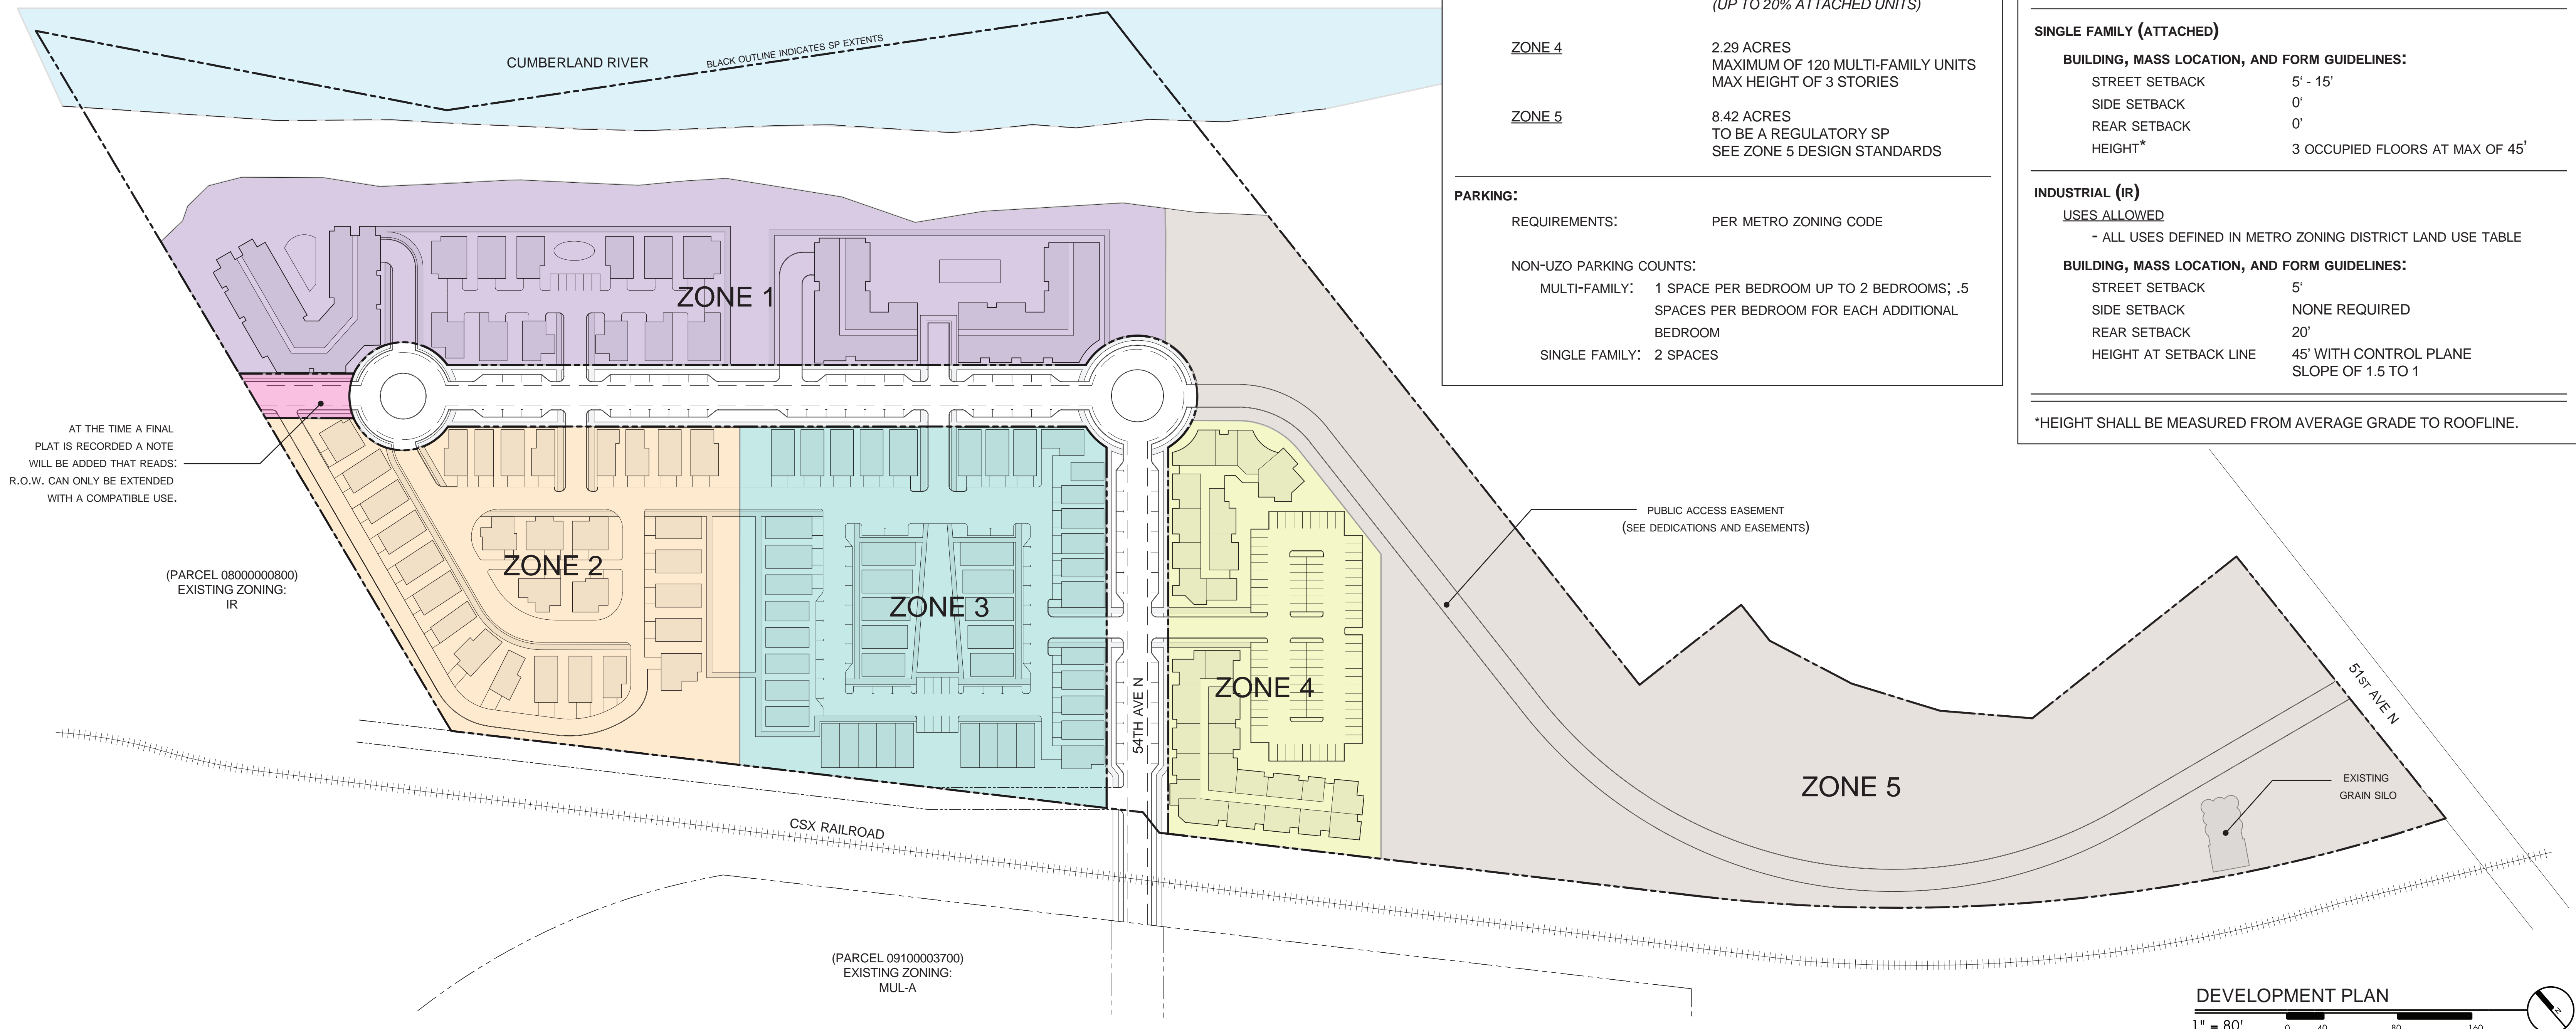 (UP TO 20% ATTACHED UNITS)
ZONE 4 2.29 ACRES
MAXIMUM OF 120 MULTI-FAMILY UNITS
MAX HEIGHT OF 3 STORIES
ZONE 5 8.42 ACRES
TO BE A REGULATORY SP
SEE ZONE 5 DESIGN STANDARDS
PARKING:
REQUIREMENTS: PER METRO ZONING CODE
NON-UZO PARKING COUNTS:
MULTI-FAMILY: 1 SPACE PER BEDROOM UP TO 2 BEDROOMS; .5
SPACES PER BEDROOM FOR EACH ADDITIONAL
BEDROOM
SINGLE FAMILY: 2 SPACES
SINGLE FAMILY (ATTACHED)
BUILDING, MASS LOCATION, AND FORM GUIDELINES:
STREET SETBACK 5' - 15'
SIDE SETBACK 0'
REAR SETBACK 0'
HEIGHT* 3 OCCUPIED FLOORS AT MAX OF 45'
INDUSTRIAL (IR)
USES ALLOWED
- ALL USES DEFINED IN METRO ZONING DISTRICT LAND USE TABLE
BUILDING, MASS LOCATION, AND FORM GUIDELINES:
STREET SETBACK 5'
SIDE SETBACK NONE REQUIRED
REAR SETBACK 20'
HEIGHT AT SETBACK LINE 45' WITH CONTROL PLANE
SLOPE OF 1.5 TO 1
*HEIGHT SHALL BE MEASURED FROM AVERAGE GRADE TO ROOFLINE.
CUMBERLAND RIVER
BLACK OUTLINE INDICATES SP EXTENTS
ZONE 1
AT THE TIME A FINAL
PLAT IS RECORDED A NOTE
WILL BE ADDED THAT READS:
R.O.W. CAN ONLY BE EXTENDED
WITH A COMPATIBLE USE.
(PARCEL 08000000800)
EXISTING ZONING:
IR
ZONE 2
ZONE 3
54TH AVE N
ZONE 4
PUBLIC ACCESS EASEMENT
(SEE DEDICATIONS AND EASEMENTS)
51ST AVE N
ZONE 5
EXISTING
GRAIN SILO
CSX RAILROAD
(PARCEL 09100003700)
EXISTING ZONING:
MUL-A
DEVELOPMENT PLAN
1" = 80'
0 40 80 160
N